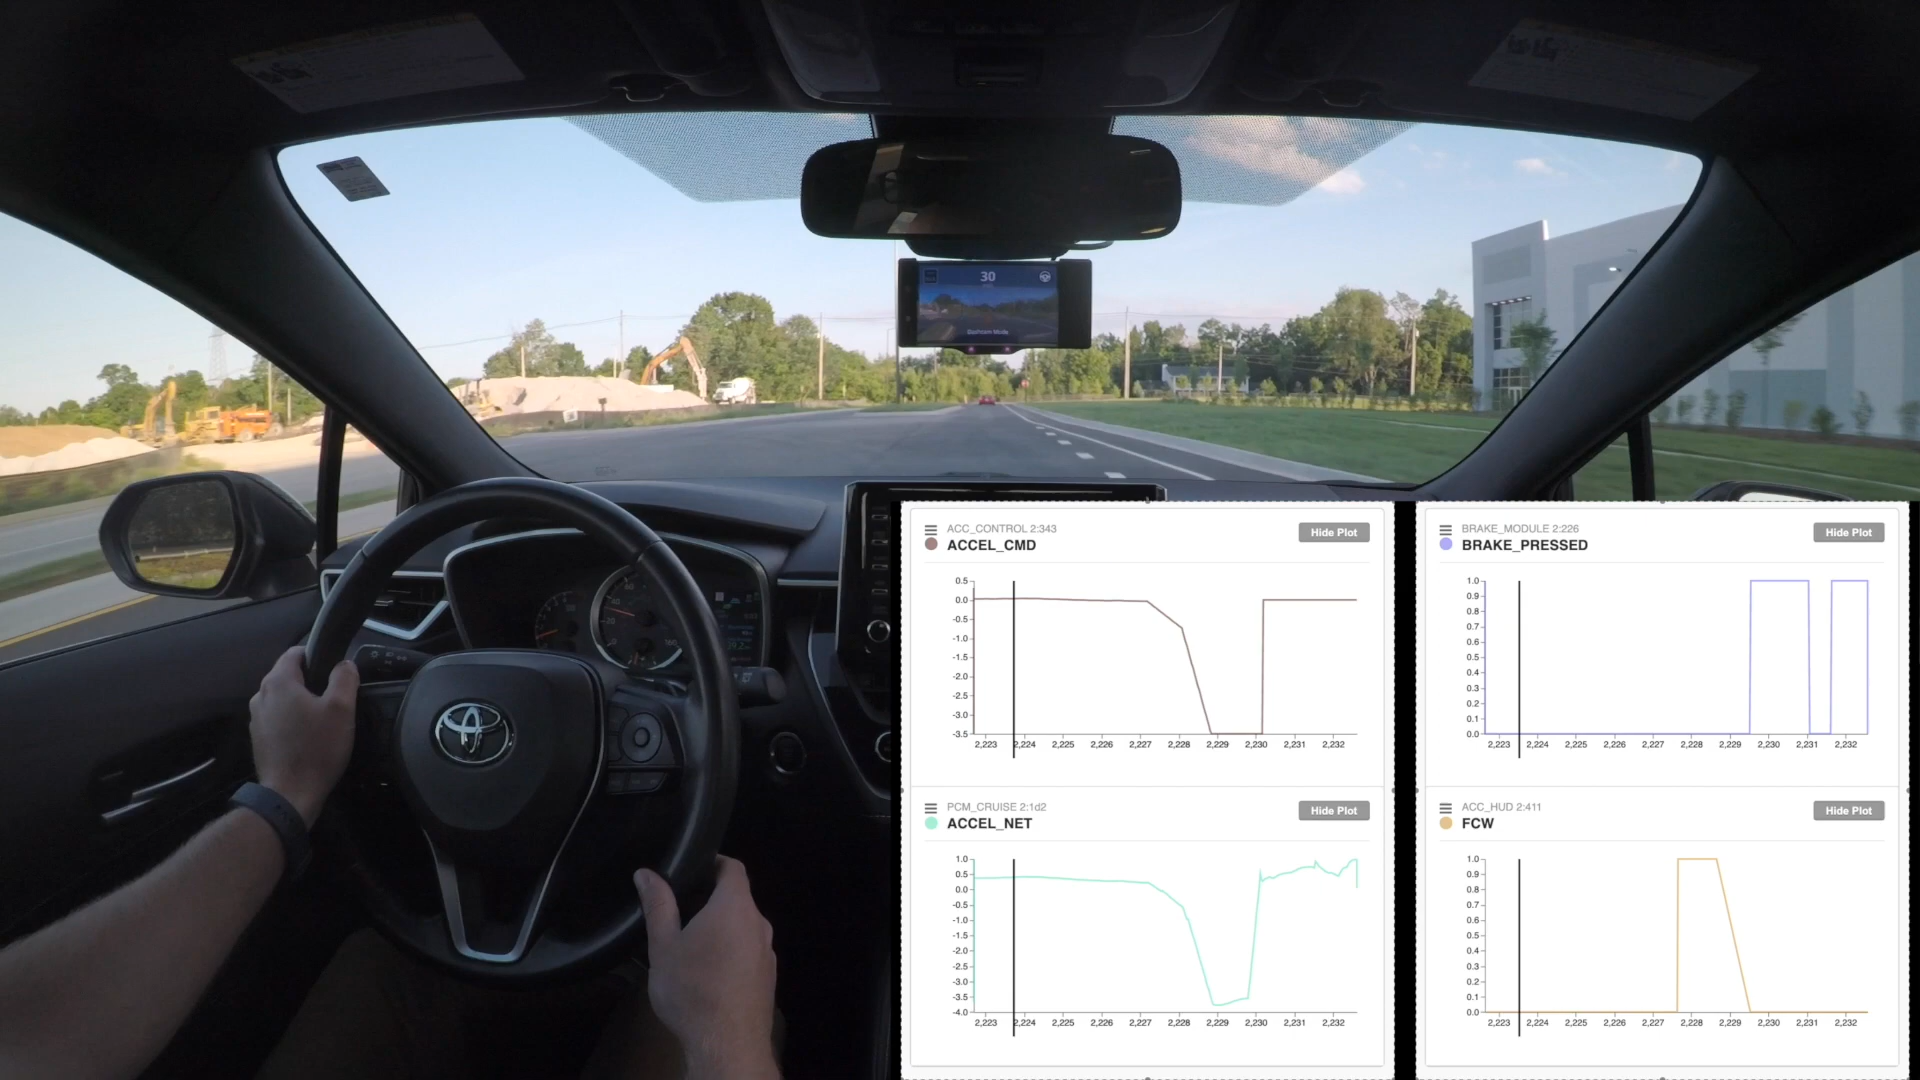 30
Dashcam Mode
ACC_CONTROL 2:343
ACCEL_CMD
Hide Plot
0.5
0.0
-0.5
-1.0
-1.5
-2.0
-2.5
-3.0
-3.5
2,223 2,224 2,225 2,226 2,227 2,228 2,229 2,230 2,231 2,232
BRAKE_MODULE 2:226
BRAKE_PRESSED
Hide Plot
1.0
0.9
0.8
0.7
0.6
0.5
0.4
0.3
0.2
0.1
0.0
2,223 2,224 2,225 2,226 2,227 2,228 2,229 2,230 2,231 2,232
PCM_CRUISE 2:1d2
ACCEL_NET
Hide Plot
1.0
0.5
0.0
-0.5
-1.0
-1.5
-2.0
-2.5
-3.0
-3.5
-4.0
2,223 2,224 2,225 2,226 2,227 2,228 2,229 2,230 2,231 2,232
ACC_HUD 2:411
FCW
Hide Plot
1.0
0.9
0.8
0.7
0.6
0.5
0.4
0.3
0.2
0.1
0.0
2,223 2,224 2,225 2,226 2,227 2,228 2,229 2,230 2,231 2,232